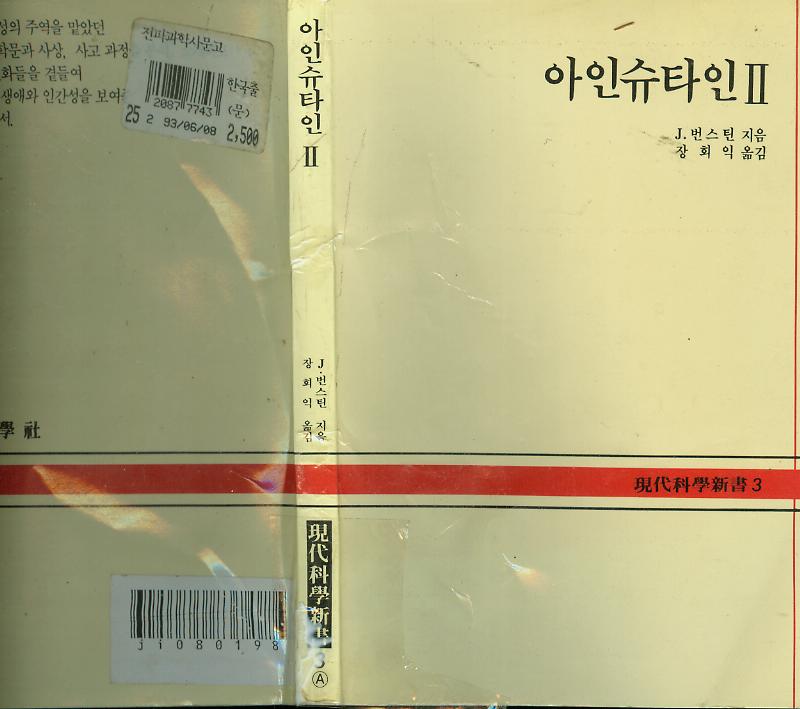 성의 주역을 맡았던
학문과 사상, 사고 과정
화들을 곁들여
생애와 인간성을 보여주
서.
전파과학사문고
한국출
2087 7743
(문)
25 2 93/06/08 2,500
學 社
ji080198
아인슈타인 II
J·번스틴 지음
장 회 익 옮김
現代科學新書
3
Ⓐ
아인슈타인 II
J. 번스틴 지음
장 회 익 옮김
現代科學新書 3